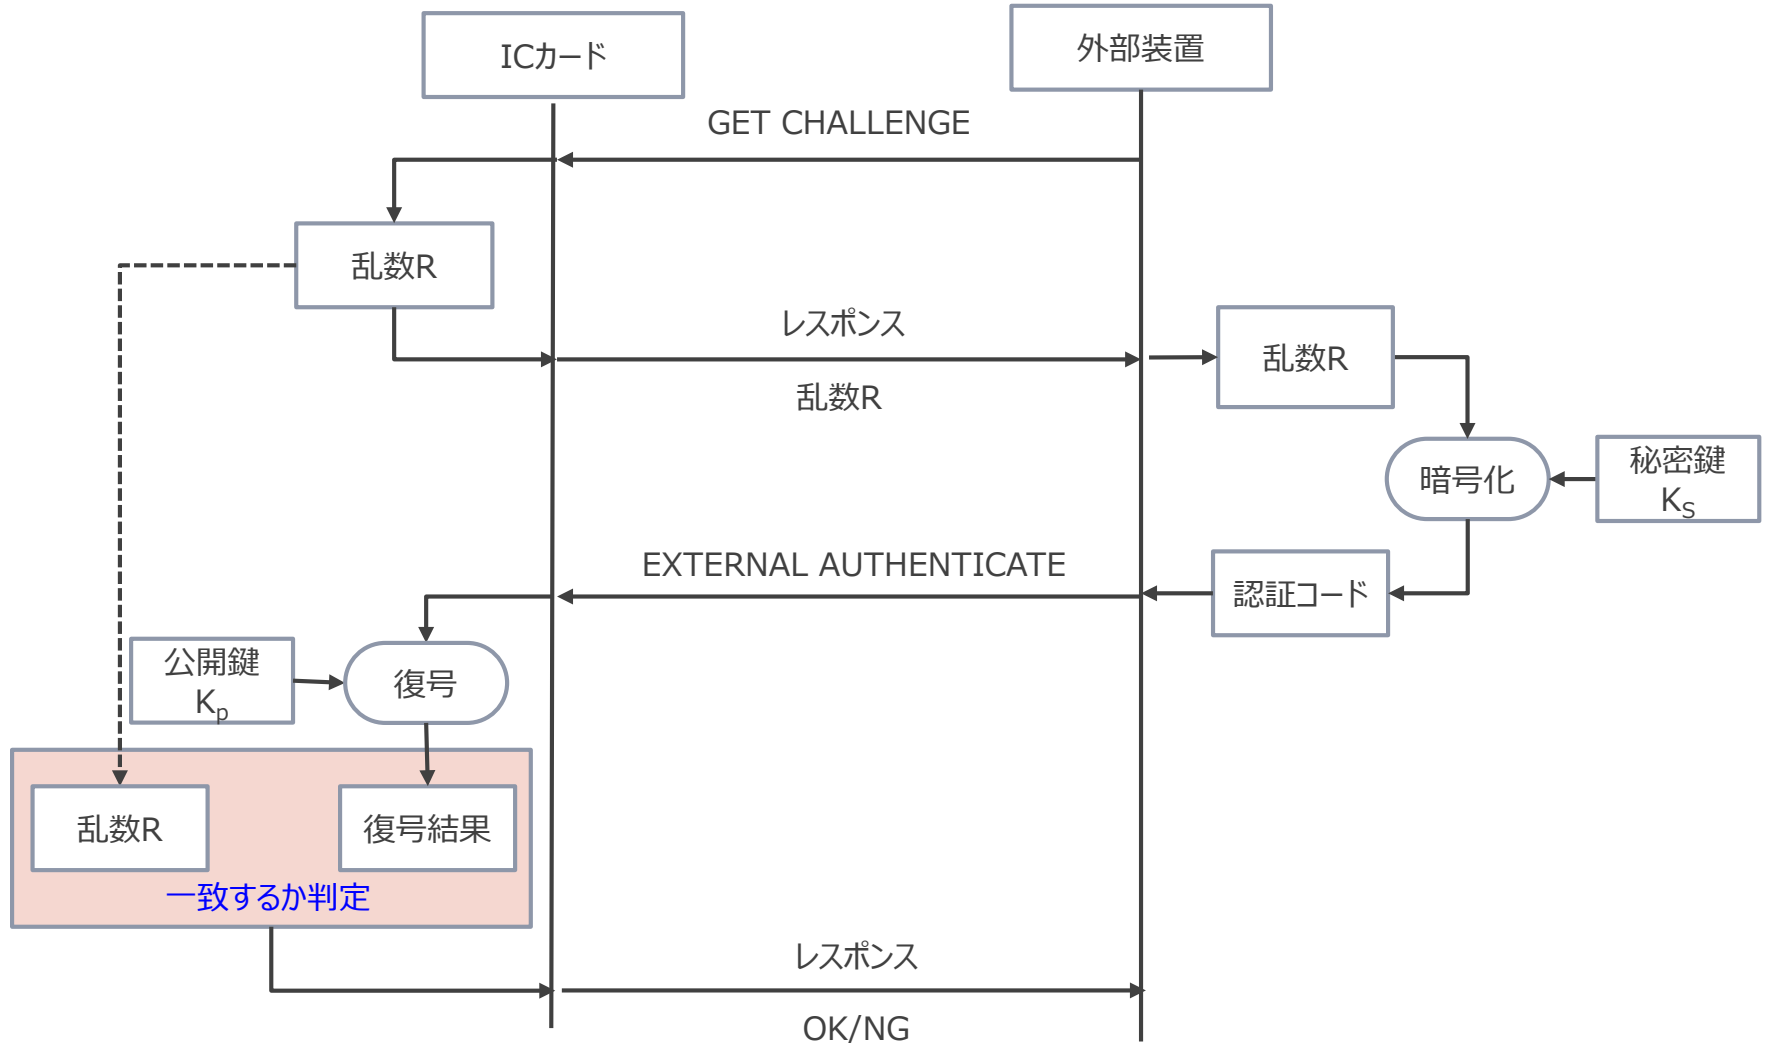 ICカード
外部装置
GET CHALLENGE
乱数R
レスポンス
乱数R
乱数R
暗号化
秘密鍵
KS
EXTERNAL AUTHENTICATE
認証コード
公開鍵
Kp
復号
乱数R
復号結果
一致するか判定
レスポンス
OK/NG